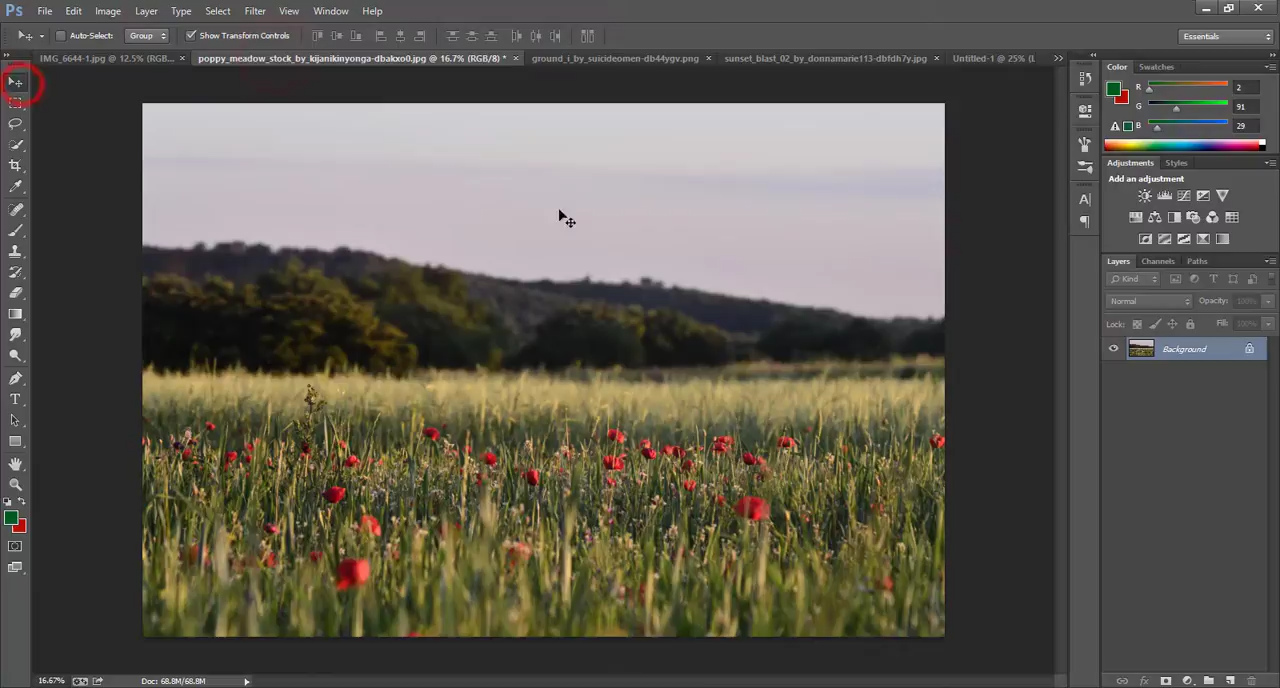 Ps File Edit Image Layer Type Select Filter View Window Help
Auto-Select: Group Show Transform Controls Essentials
IMG_6644-1.jpg @ 12.5% (RGB... × poppy_meadow_stock_by_kijanikinyonga-dbakxo0.jpg @ 16.7% (RGB/8) * × ground_i_by_suicideomen-db44ygv.png × sunset_blast_02_by_donnamarie113-dbfdh7y.jpg × Untitled-1 @ 25% (L
Color Swatches
R 2
G 91
B 29
Adjustments Styles
Add an adjustment
Layers Channels Paths
Kind
Normal Opacity: 100%
Lock: Fill: 100%
Background
16.67% Doc: 68.8M/68.8M